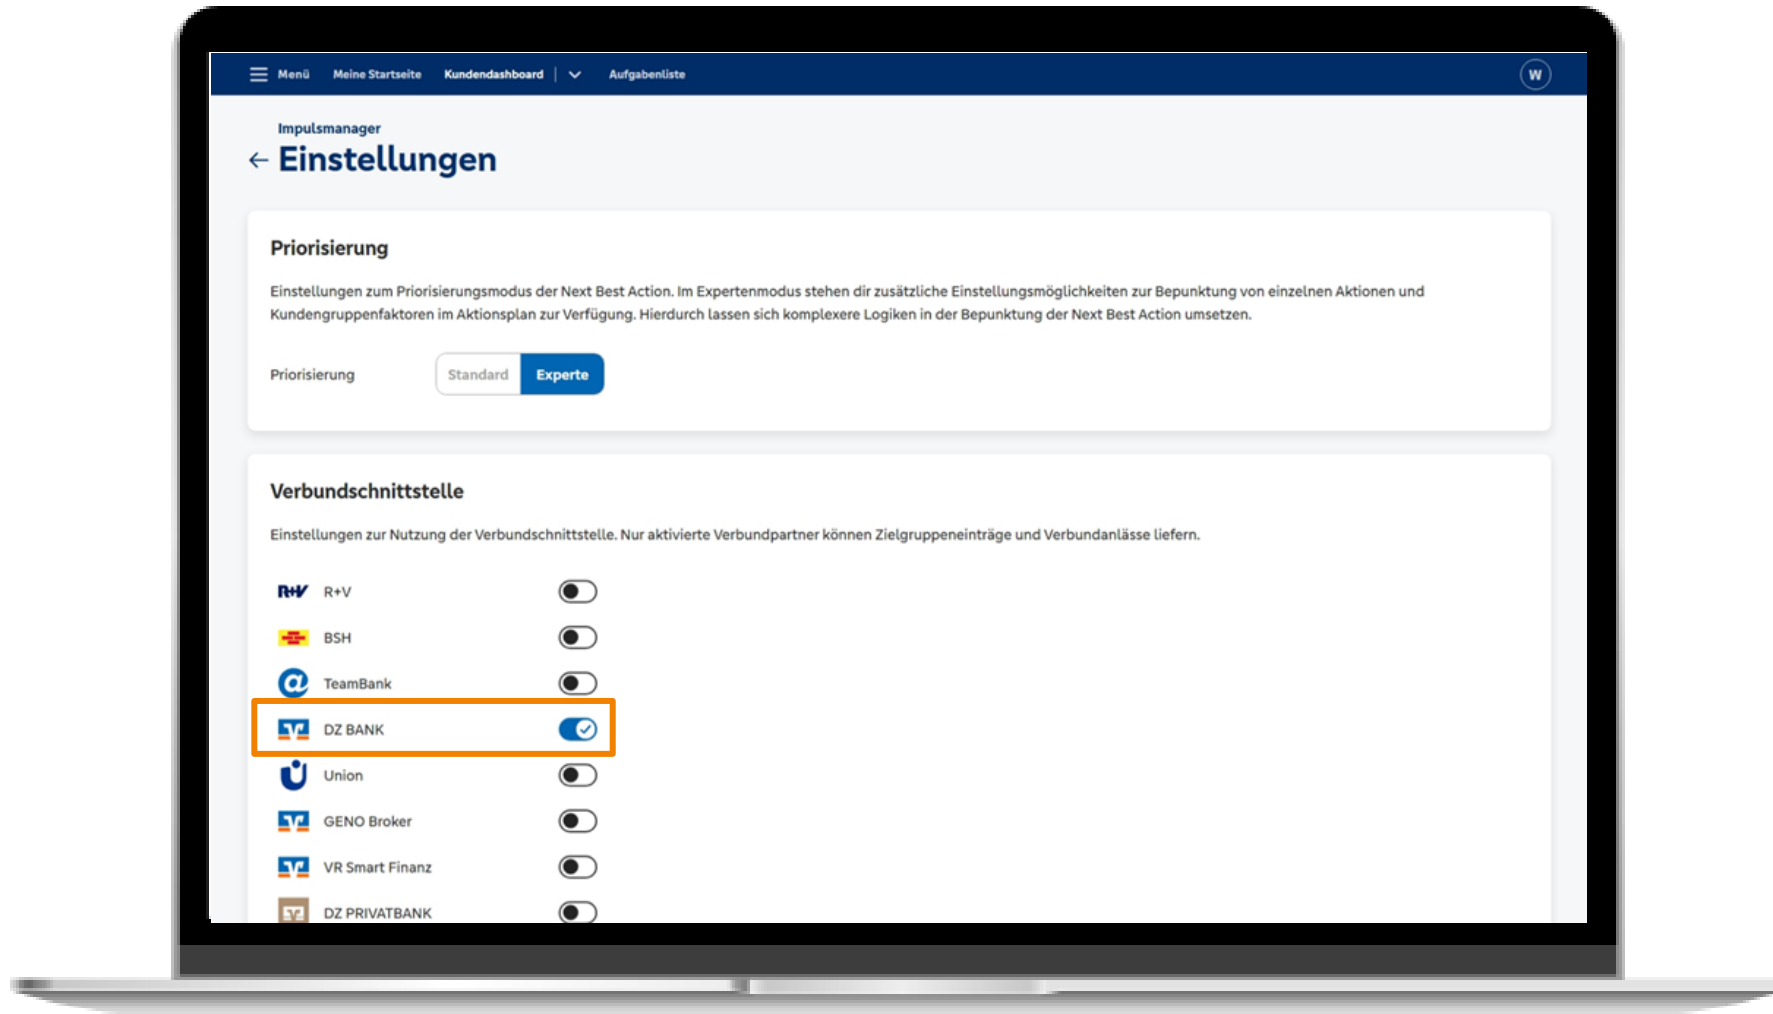 Menü Meine Startseite Kundendashboard Aufgabenliste W
Impulsmanager
Einstellungen
Priorisierung
Einstellungen zum Priorisierungsmodus der Next Best Action. Im Expertenmodus stehen dir zusätzliche Einstellungsmöglichkeiten zur Bepunktung von einzelnen Aktionen und
Kundengruppenfaktoren im Aktionsplan zur Verfügung. Hierdurch lassen sich komplexere Logiken in der Bepunktung der Next Best Action umsetzen.
Priorisierung Standard Experte
Verbundschnittstelle
Einstellungen zur Nutzung der Verbundschnittstelle. Nur aktivierte Verbundpartner können Zielgruppeneinträge und Verbundanlässe liefern.
R+V R+V
BSH
@ TeamBank
DZ BANK
Union
GENO Broker
VR Smart Finanz
DZ PRIVATBANK